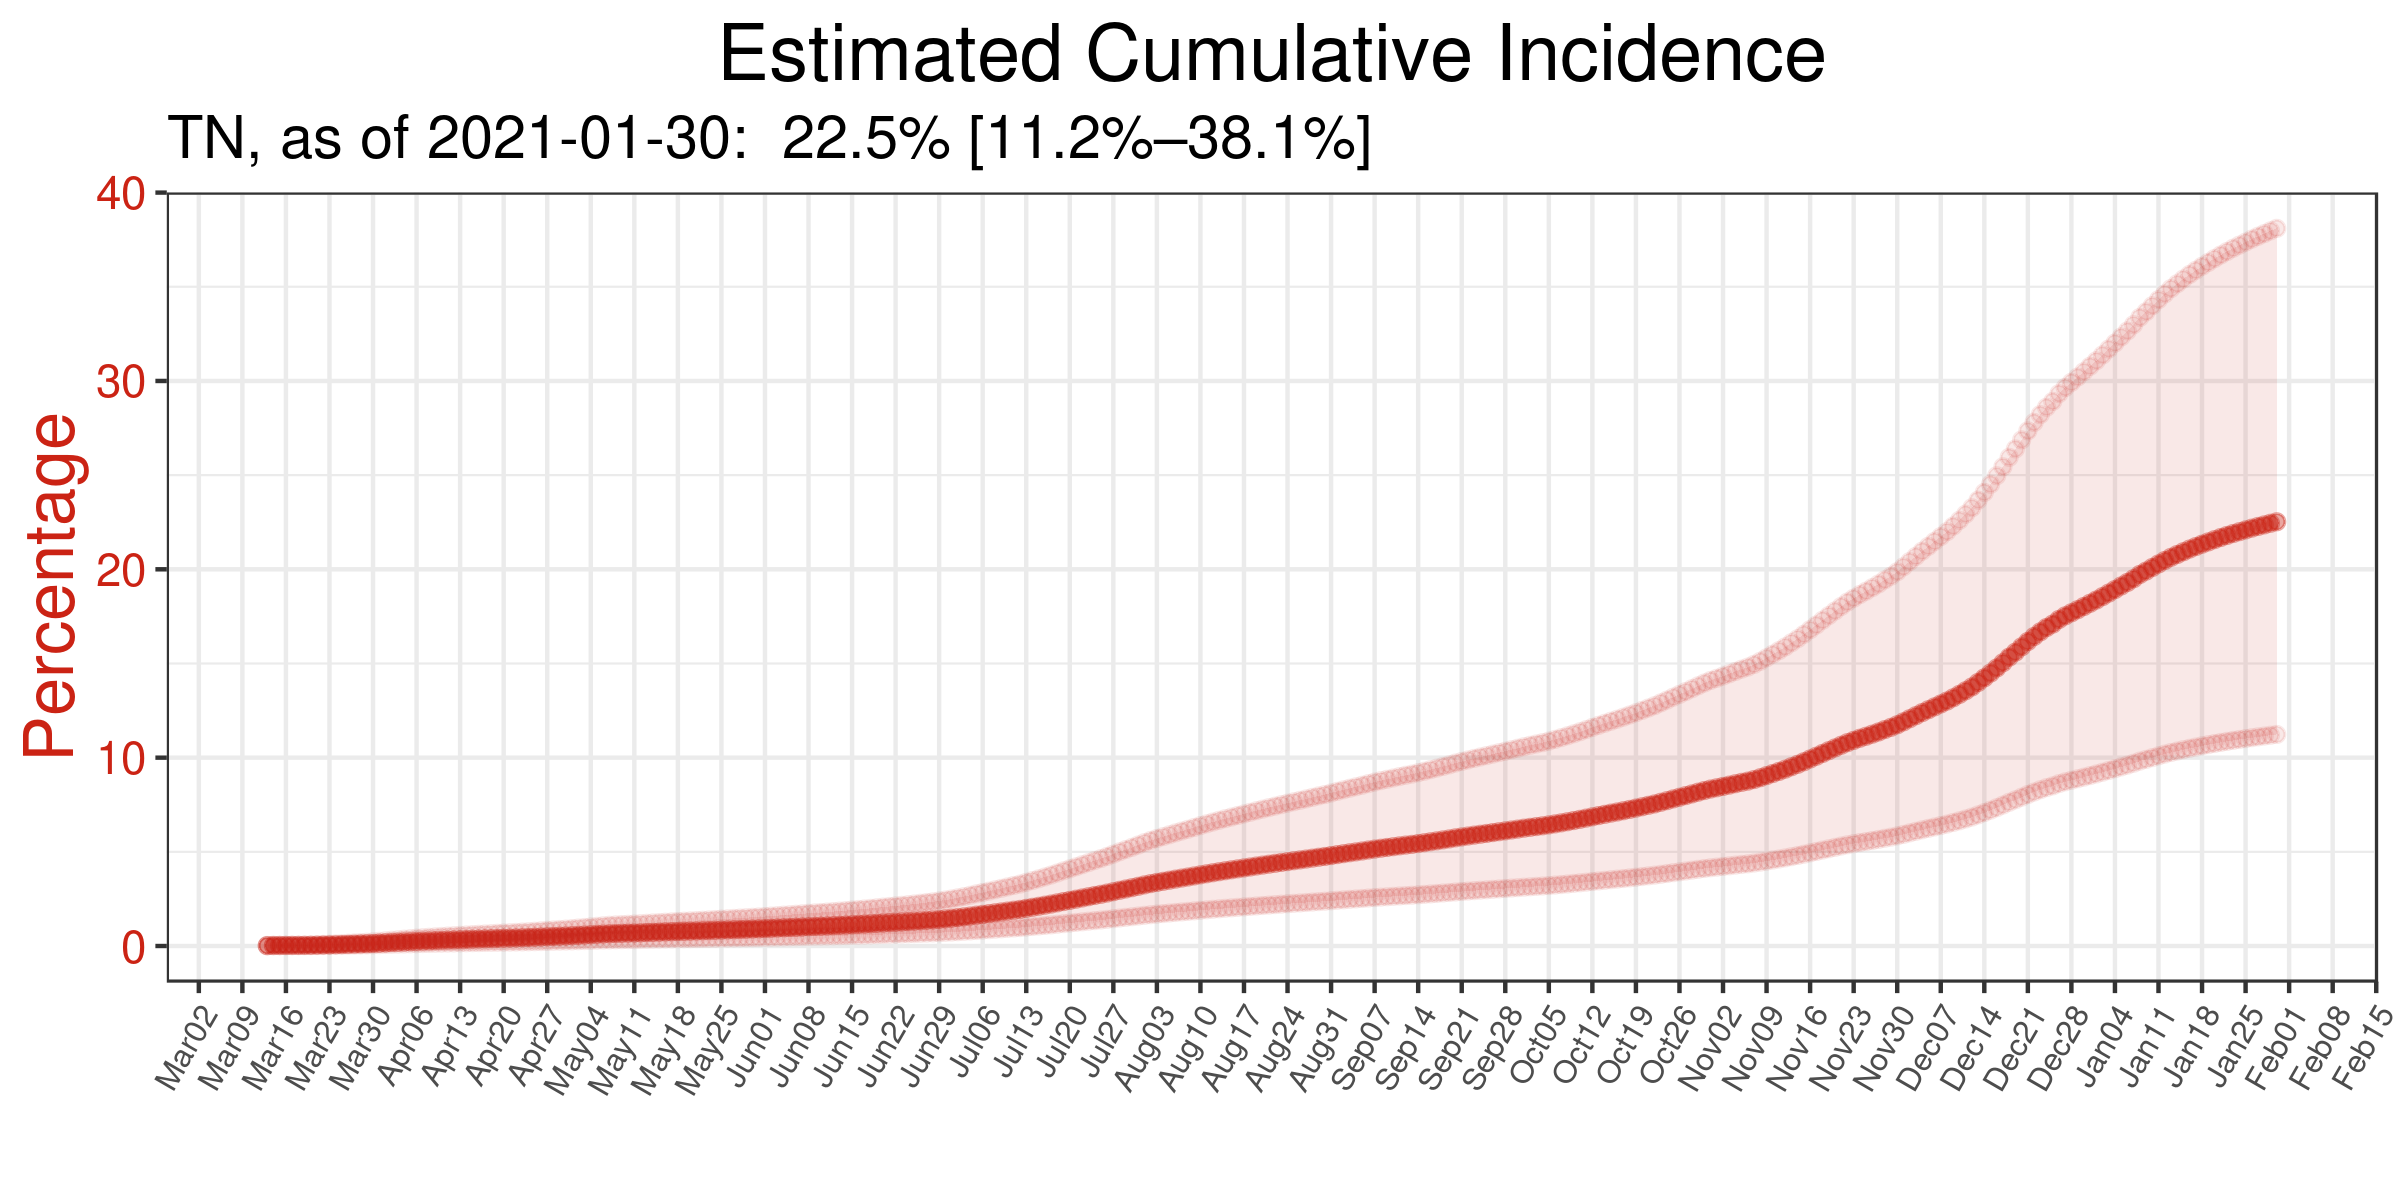 Estimated Cumulative Incidence
TN, as of 2021-01-30:  22.5% [11.2%–38.1%]
Percentage
40
30
20
10
0
Mar02
Mar09
Mar16
Mar23
Mar30
Apr06
Apr13
Apr20
Apr27
May04
May11
May18
May25
Jun01
Jun08
Jun15
Jun22
Jun29
Jul06
Jul13
Jul20
Jul27
Aug03
Aug10
Aug17
Aug24
Aug31
Sep07
Sep14
Sep21
Sep28
Oct05
Oct12
Oct19
Oct26
Nov02
Nov09
Nov16
Nov23
Nov30
Dec07
Dec14
Dec21
Dec28
Jan04
Jan11
Jan18
Jan25
Feb01
Feb08
Feb15